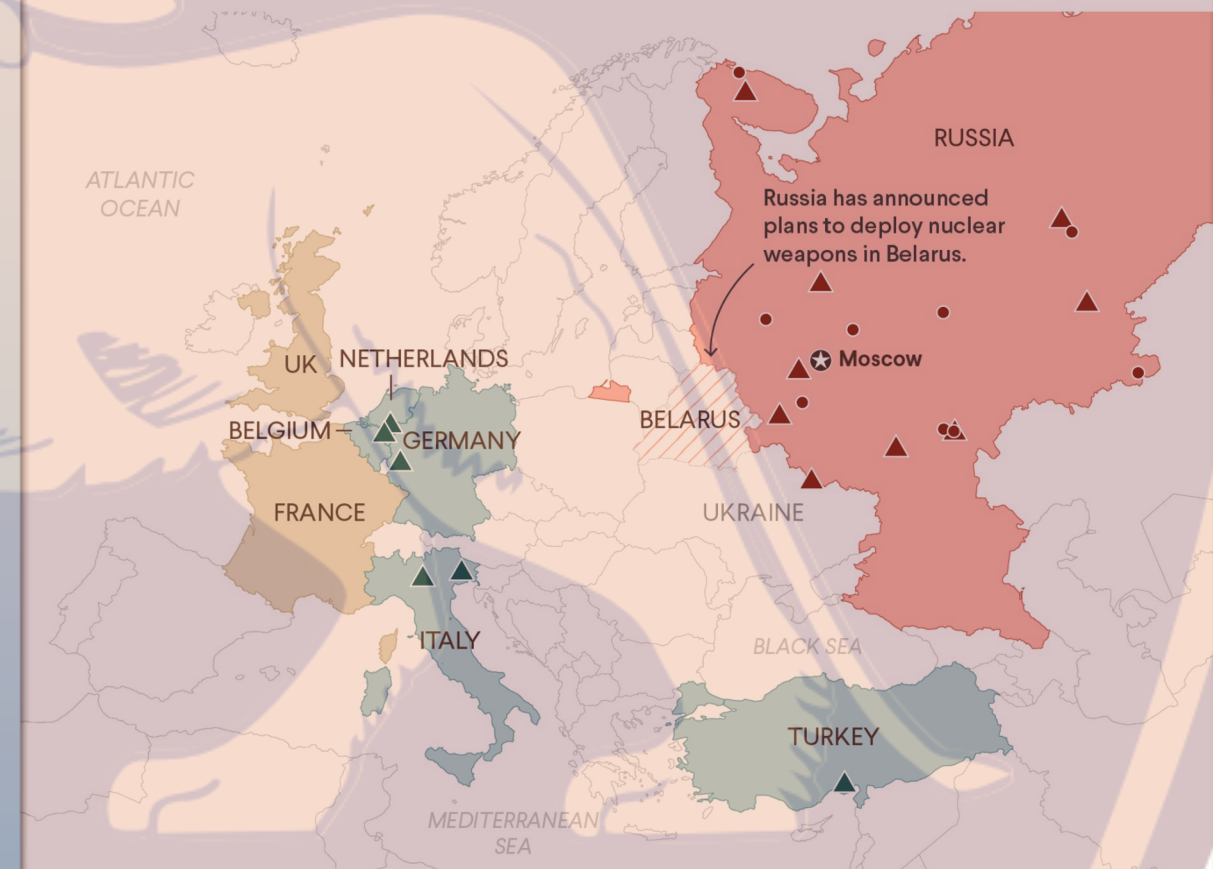 RUSSIA
ATLANTIC
OCEAN
Russia has announced
plans to deploy nuclear
weapons in Belarus.
UK
NETHERLANDS
Moscow
BELGIUM
GERMANY
BELARUS
FRANCE
UKRAINE
ITALY
BLACK SEA
TURKEY
MEDITERRANEAN
SEA